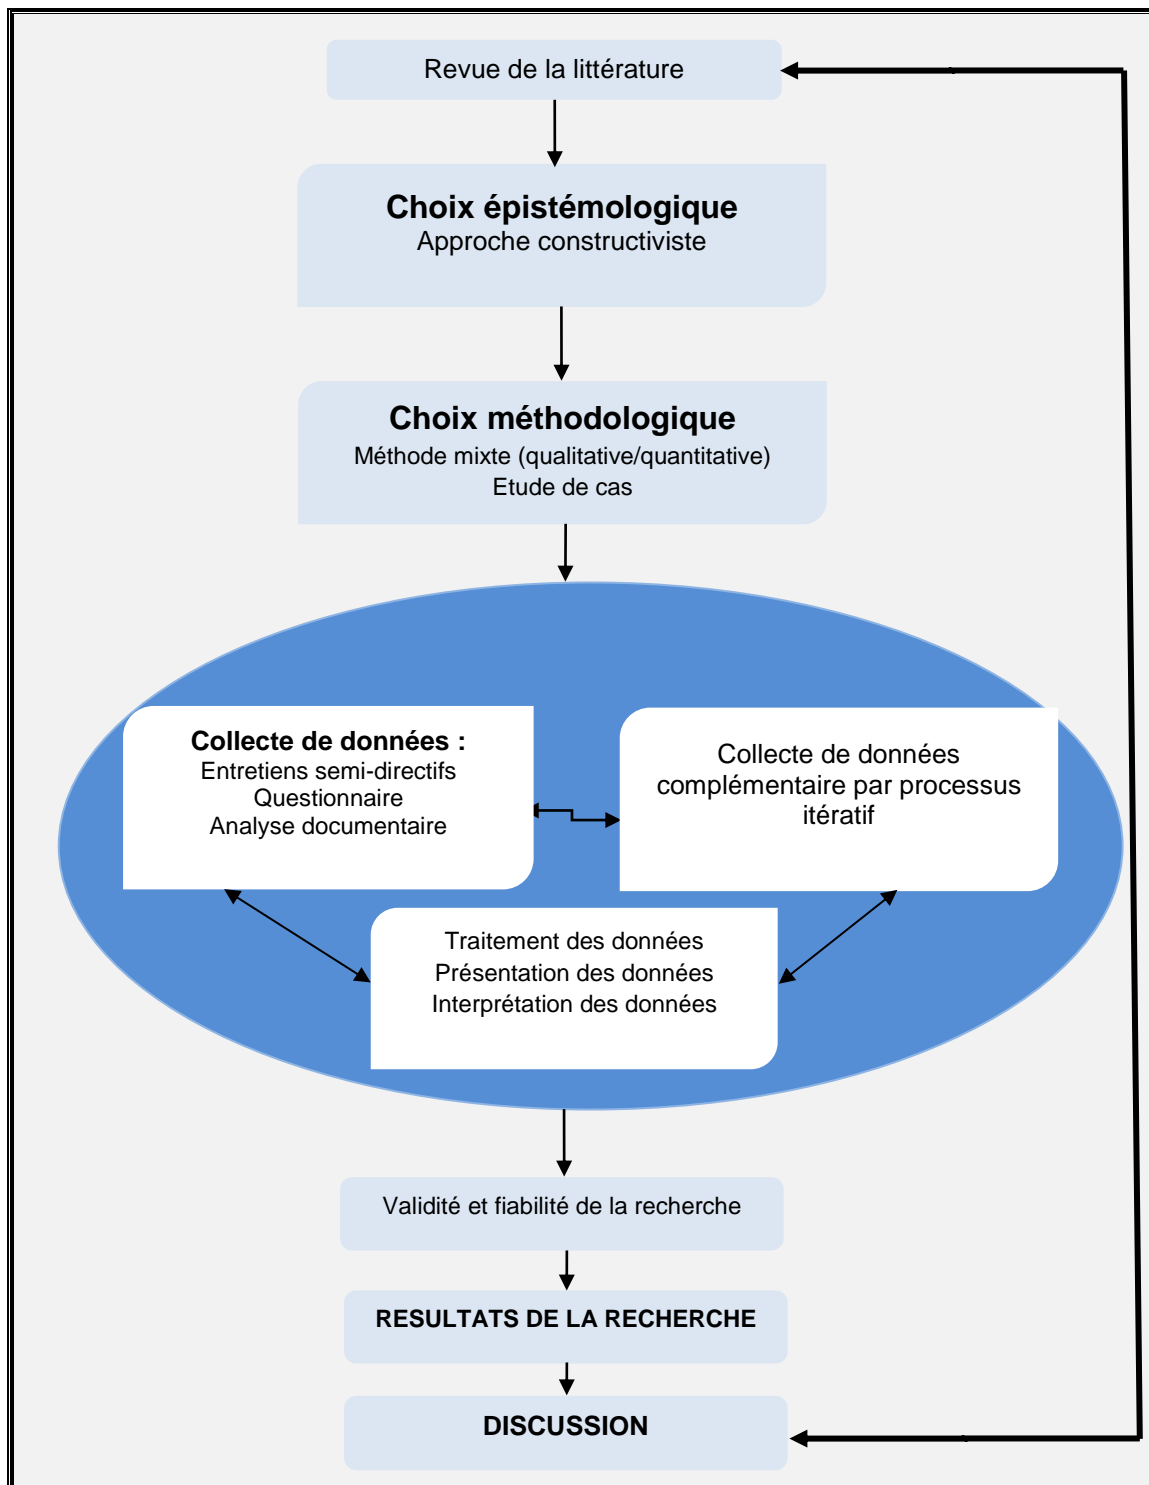 Revue de la littérature
Choix épistémologique
Approche constructiviste
Choix méthodologique
Méthode mixte (qualitative/quantitative)
Etude de cas
Collecte de données :
Entretiens semi-directifs
Questionnaire
Analyse documentaire
Collecte de données
complémentaire par processus
itératif
Traitement des données
Présentation des données
Interprétation des données
Validité et fiabilité de la recherche
RESULTATS DE LA RECHERCHE
DISCUSSION